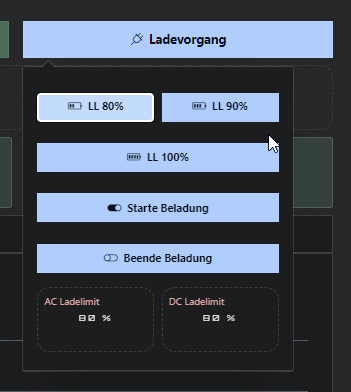 Ladevorgang
LL 80%
LL 90%
LL 100%
Starte Beladung
Beende Beladung
AC Ladelimit
DC Ladelimit
80 %
80 %